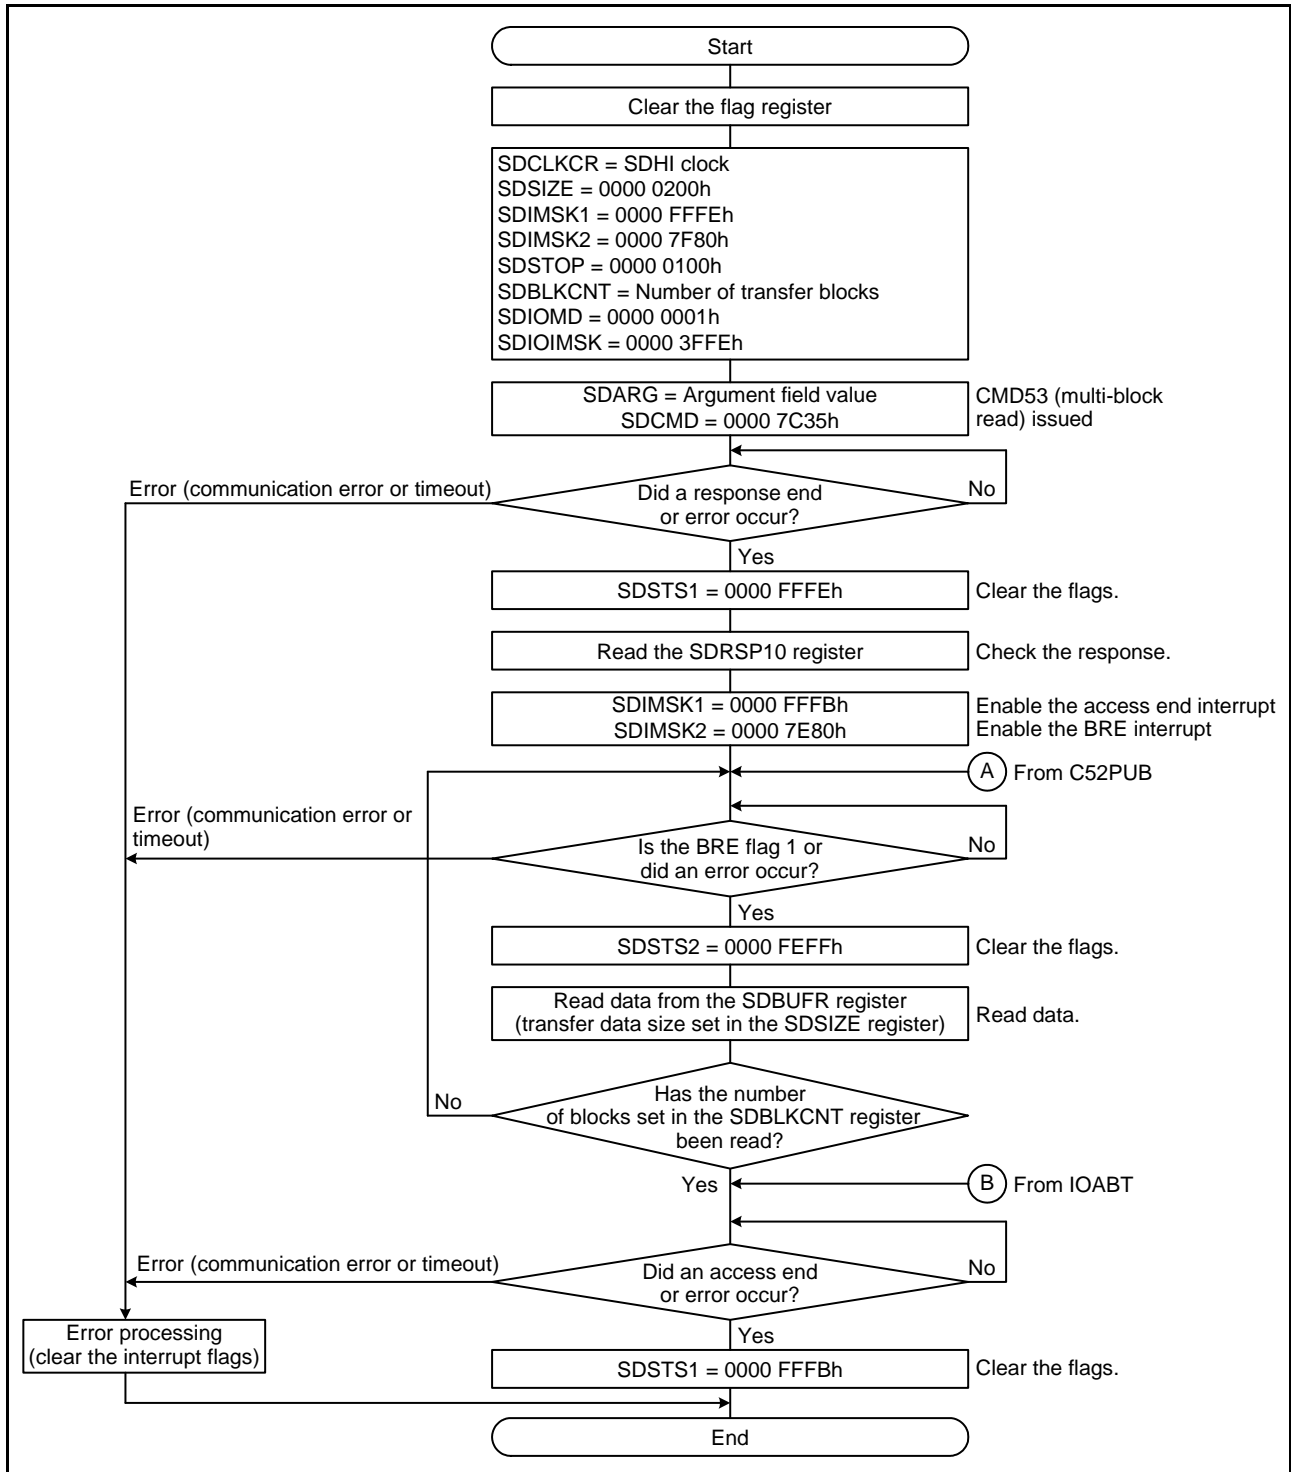 Start
Clear the flag register
SDCLKCR = SDHI clock
SDSIZE = 0000 0200h
SDIMSK1 = 0000 FFFEh
SDIMSK2 = 0000 7F80h
SDSTOP = 0000 0100h
SDBLKCNT = Number of transfer blocks
SDIOMD = 0000 0001h
SDIOIMSK = 0000 3FFEh
SDARG = Argument field value
SDCMD = 0000 7C35h
CMD53 (multi-block
read) issued
Error (communication error or timeout)
Did a response end
or error occur?
No
Yes
SDSTS1 = 0000 FFFEh
Clear the flags.
Read the SDRSP10 register
Check the response.
SDIMSK1 = 0000 FFFBh
SDIMSK2 = 0000 7E80h
Enable the access end interrupt
Enable the BRE interrupt
A From C52PUB
Error (communication error or
timeout)
Is the BRE flag 1 or
did an error occur?
No
Yes
SDSTS2 = 0000 FEFFh
Clear the flags.
Read data from the SDBUFR register
(transfer data size set in the SDSIZE register)
Read data.
Has the number
of blocks set in the SDBLKCNT register
been read?
No
Yes
B From IOABT
Error (communication error or timeout)
Did an access end
or error occur?
No
Yes
Error processing
(clear the interrupt flags)
SDSTS1 = 0000 FFFBh
Clear the flags.
End